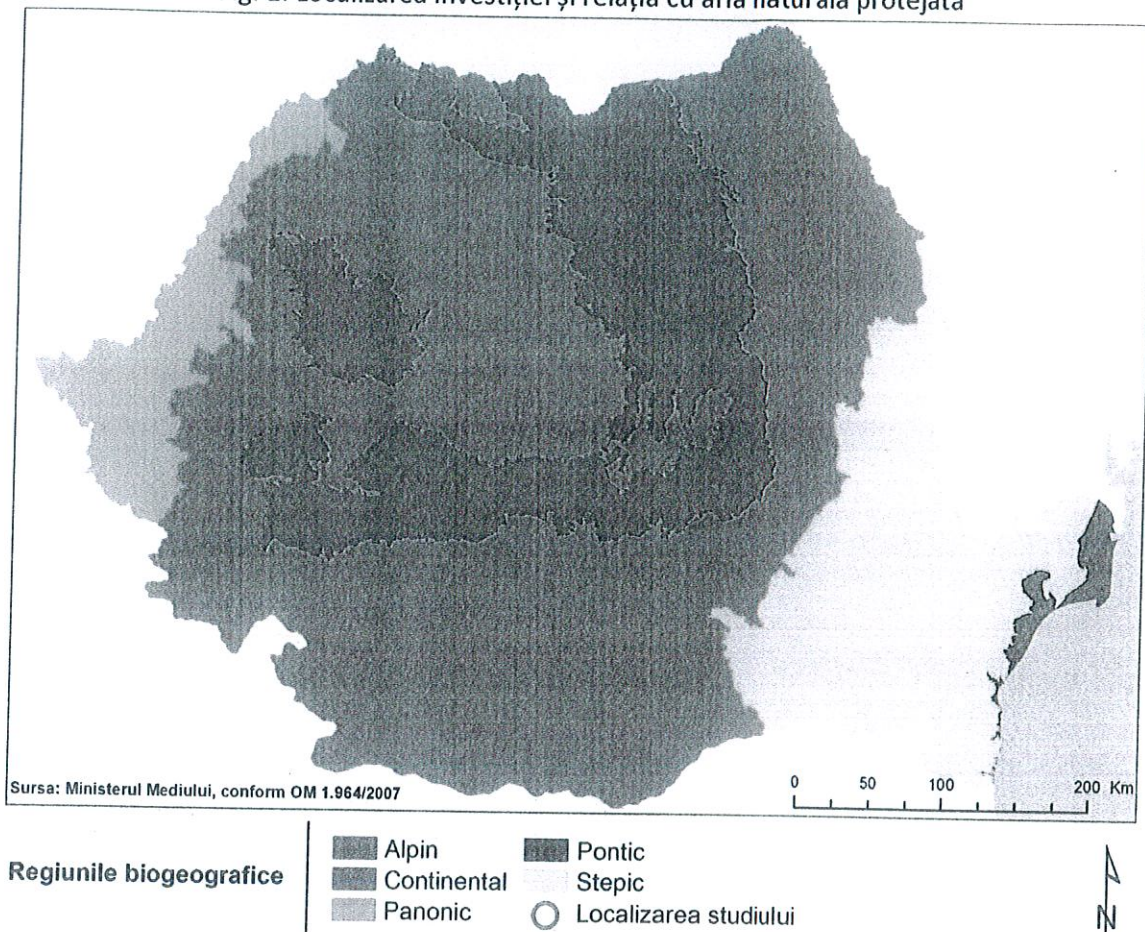 Localizarea investiției și relația cu aria naturală protejată
Sursa: Ministerul Mediului, conform OM 1.964/2007
0 50 100 200 Km
Regiunile biogeografice
Alpin
Continental
Panonic
Pontic
Stepic
Localizarea studiului
N